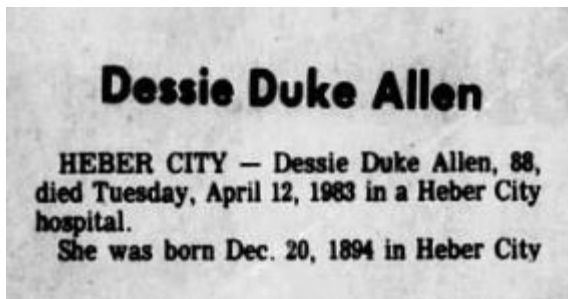 Dessie Duke Allen
HEBER CITY — Dessie Duke Allen, 88,
died Tuesday, April 12, 1983 in a Heber City
hospital.
She was born Dec. 20, 1894 in Heber City